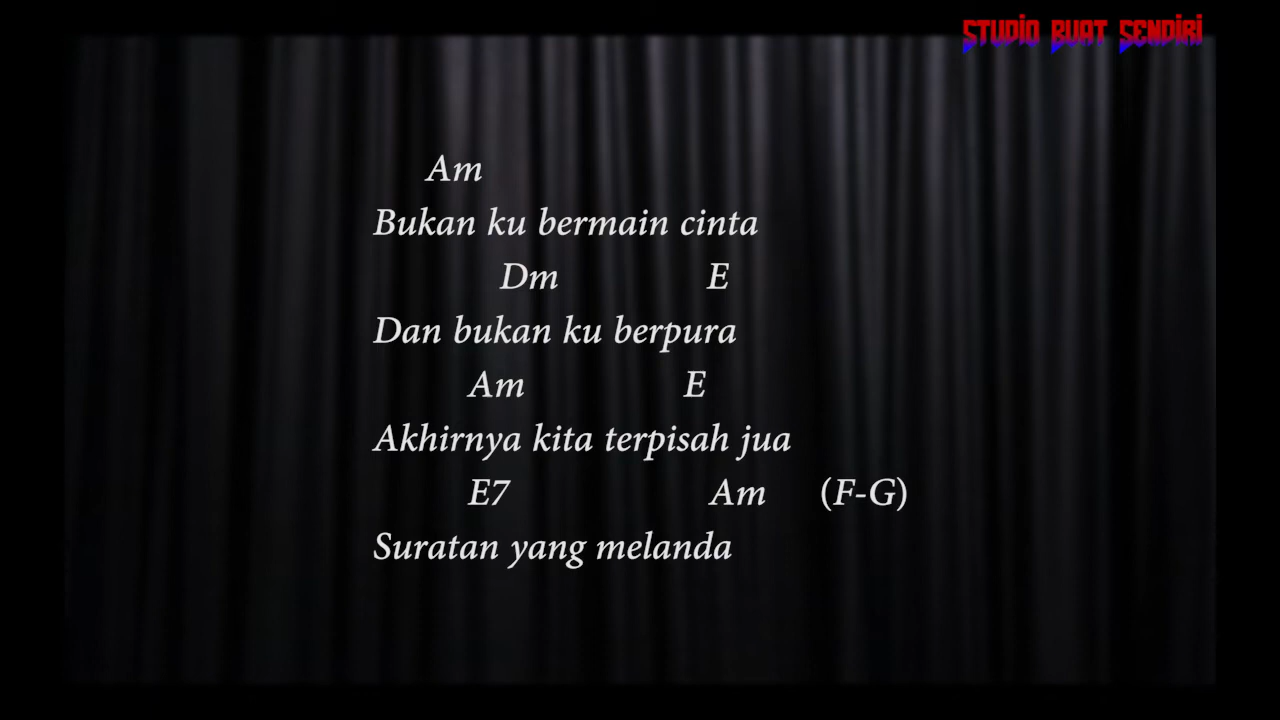 STUDIO BUAT SENDIRI
Am
Bukan ku bermain cinta
Dm E
Dan bukan ku berpura
Am E
Akhirnya kita terpisah jua
E7 Am (F-G)
Suratan yang melanda